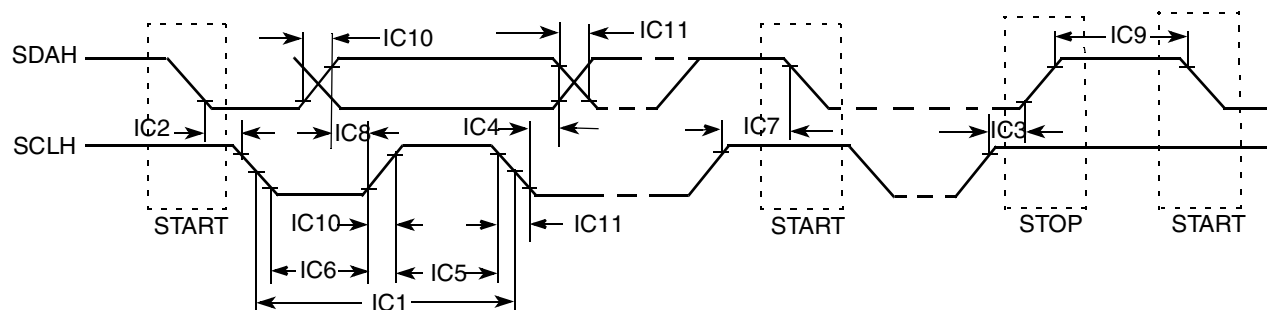 IC10
IC11
IC9
SDAH
IC2
IC8
IC4
IC7
IC3
SCLH
START
IC10
IC11
START
STOP
START
IC6
IC5
IC1